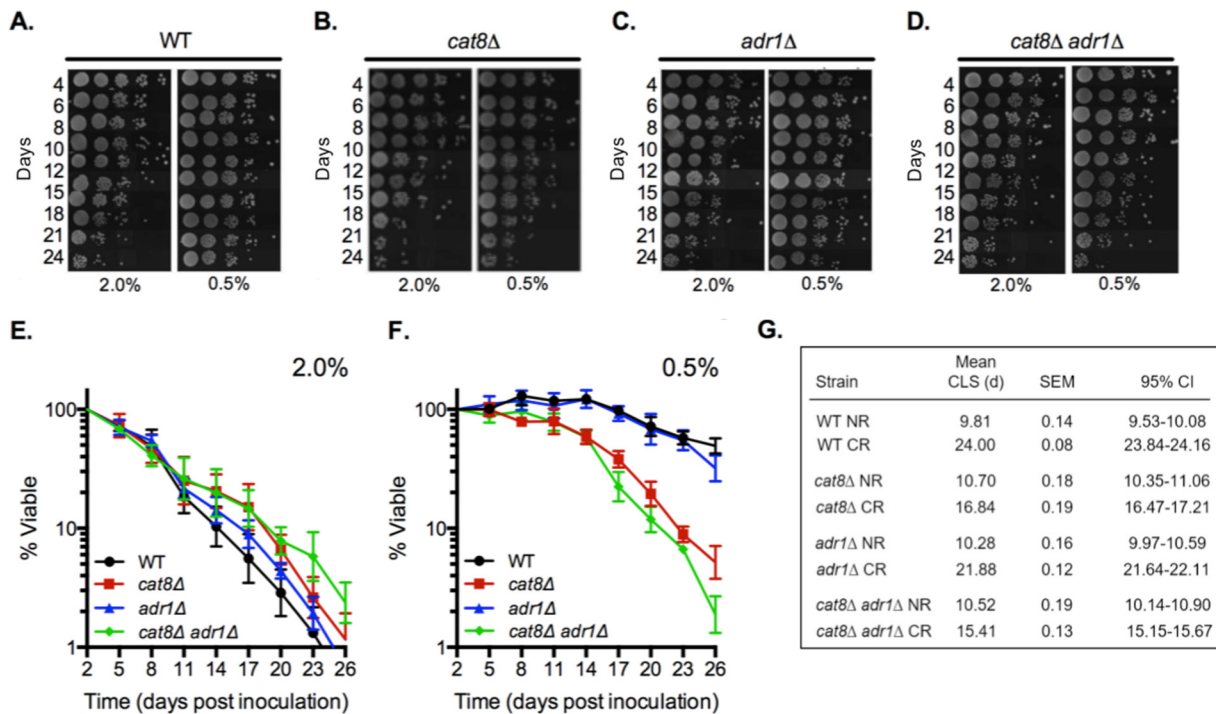 A. B. C. D.
WT cat8Δ adr1Δ cat8Δ adr1Δ
Days Days Days Days
4 4 4 4
6 6 6 6
8 8 8 8
10 10 10 10
12 12 12 12
15 15 15 15
18 18 18 18
21 21 21 21
24 24 24 24
2.0% 0.5% 2.0% 0.5% 2.0% 0.5% 2.0% 0.5%
E.
2.0%
100
10
1
% Viable
WT
cat8Δ
adr1Δ
cat8Δ adr1Δ
2 5 8 11 14 17 20 23 26
Time (days post inoculation)
F.
0.5%
100
10
1
% Viable
WT
cat8Δ
adr1Δ
cat8Δ adr1Δ
2 5 8 11 14 17 20 23 26
Time (days post inoculation)
G.
Mean
Strain CLS (d) SEM 95% CI
WT NR 9.81 0.14 9.53-10.08
WT CR 24.00 0.08 23.84-24.16
cat8Δ NR 10.70 0.18 10.35-11.06
cat8Δ CR 16.84 0.19 16.47-17.21
adr1Δ NR 10.28 0.16 9.97-10.59
adr1Δ CR 21.88 0.12 21.64-22.11
cat8Δ adr1Δ NR 10.52 0.19 10.14-10.90
cat8Δ adr1Δ CR 15.41 0.13 15.15-15.67